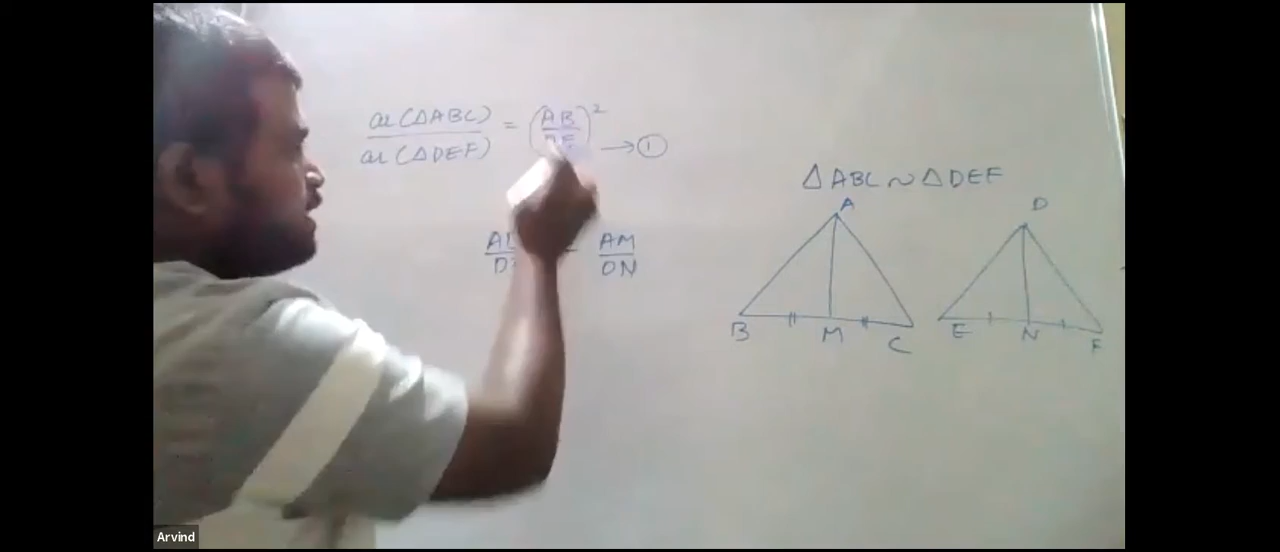 ar(△ABC) = (AB)²
ar(△DEF) → ①
AM
DN
△ABC ~ △DEF
A D
B M C E N F
Arvind